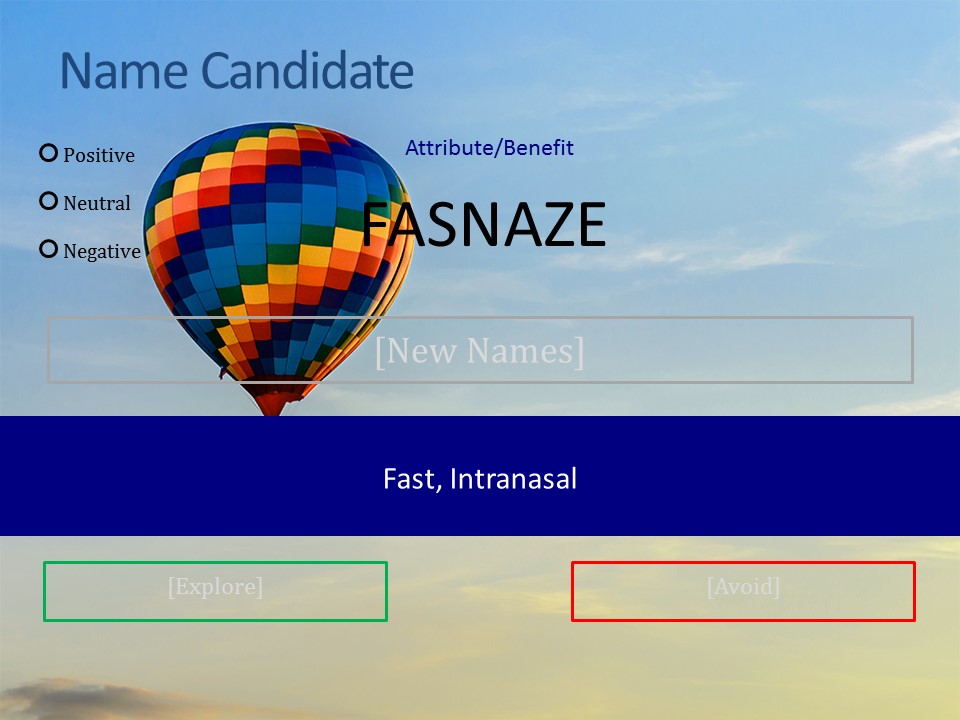 Name Candidate
Attribute/Benefit
Positive
Neutral
Negative
FASNAZE
[New Names]
Fast, Intranasal
[Explore]
[Avoid]